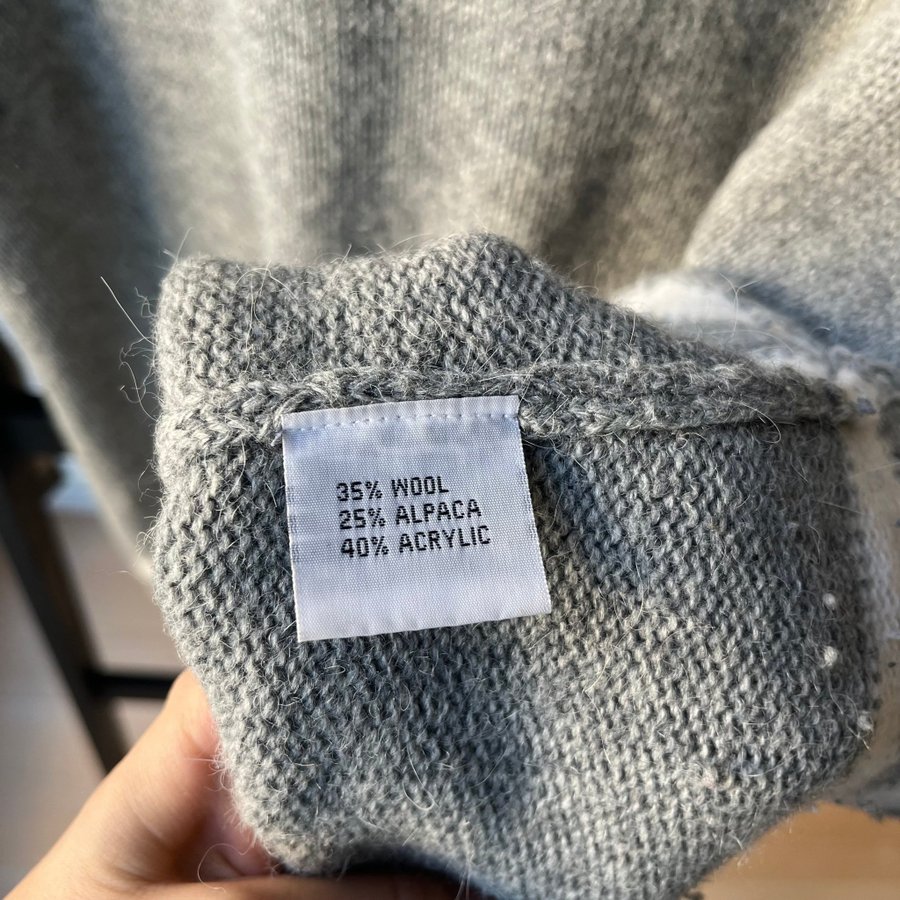 35% WOOL
25% ALPACA
40% ACRYLIC